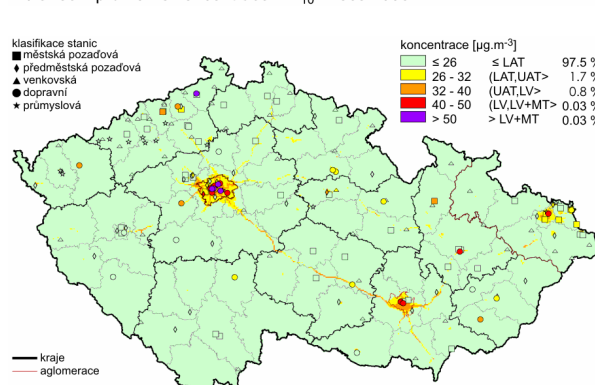 klasifikace stanic
městská pozaďová
předměstská pozaďová
venkovská
dopravní
průmyslová
koncentrace [µg.m-3]
≤ 26 ≤ LAT 97.5 %
26 - 32 (LAT,UAT> 1.7 %
32 - 40 (UAT,LV> 0.8 %
40 - 50 (LV,LV+MT> 0.03 %
> 50 > LV+MT 0.03 %
kraje
aglomerace